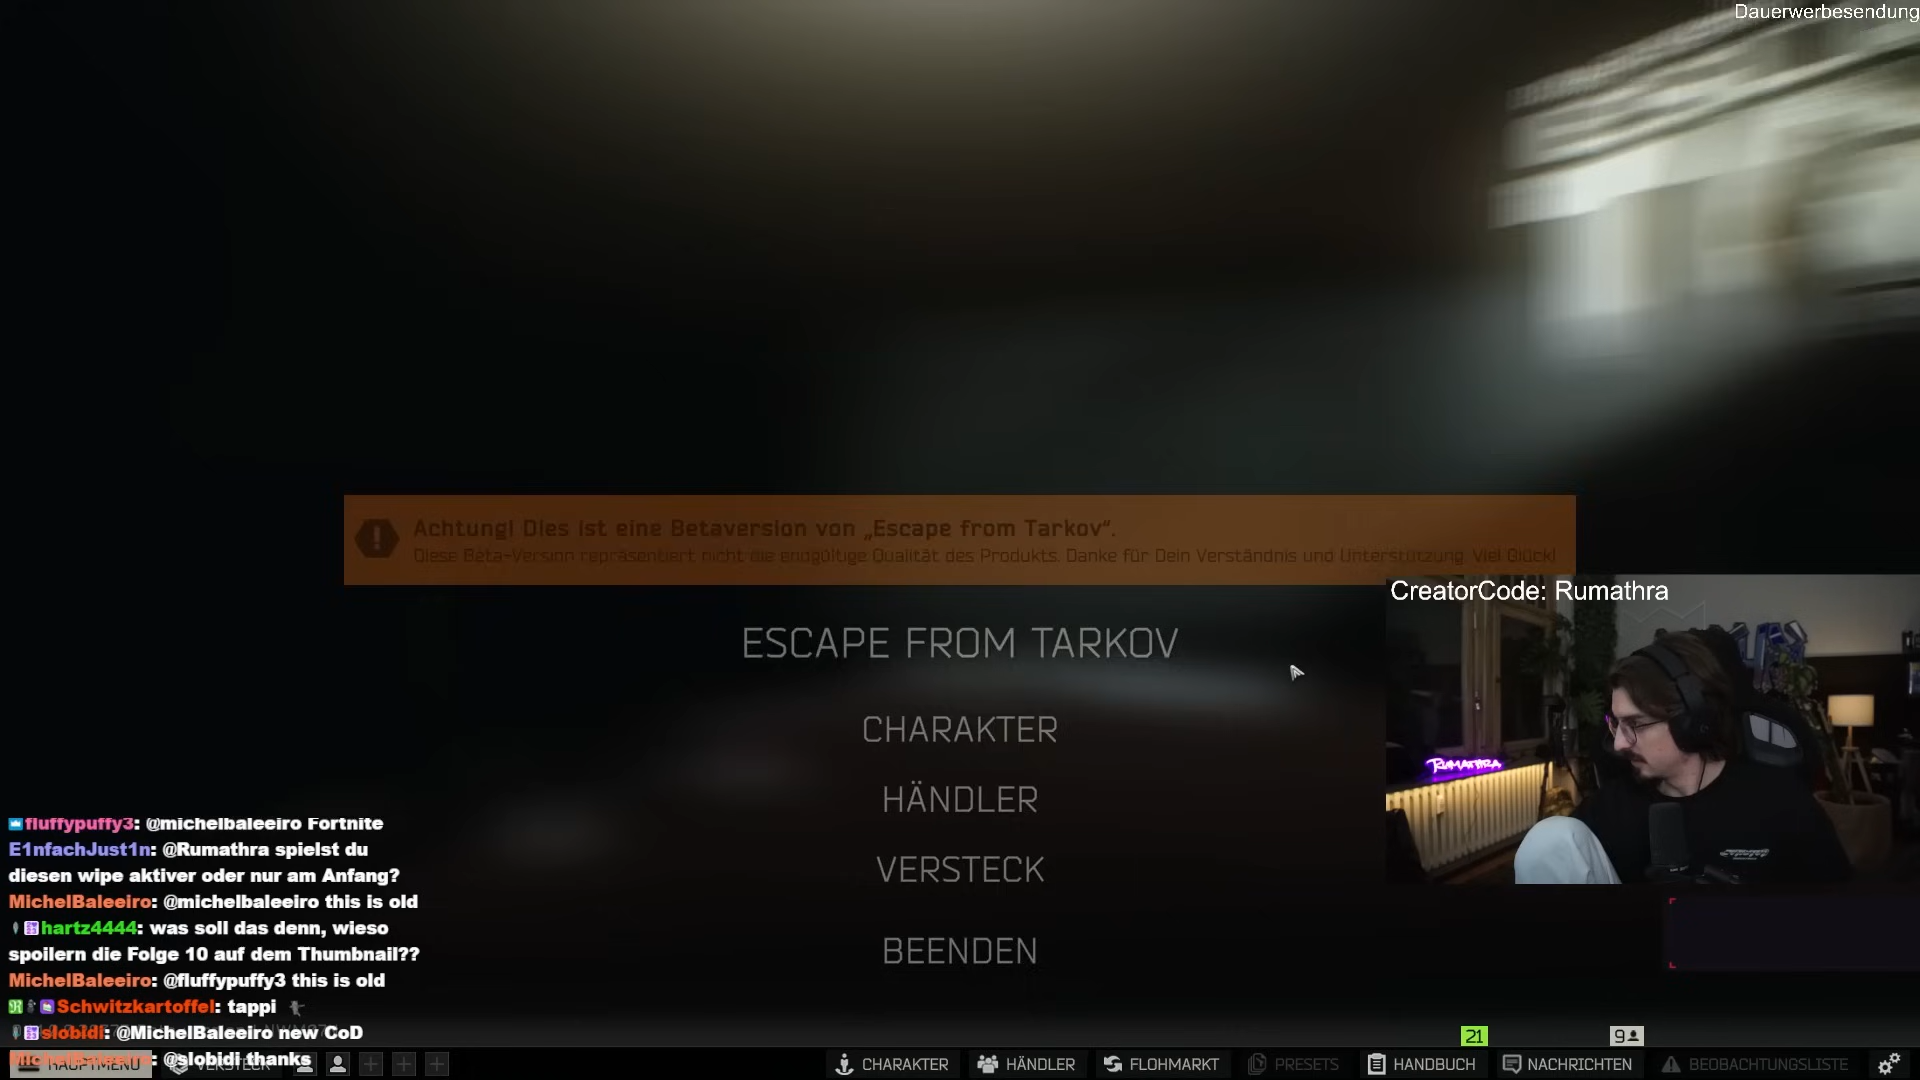 Dauerwerbesendung
Achtung! Dies ist eine Betaversion von „Escape from Tarkov“.
Diese Beta-Version repräsentiert nicht die endgültige Qualität des Produkts. Danke für Dein Verständnis und Unterstützung. Viel Glück!
CreatorCode: Rumathra
RUMATHRA
ESCAPE FROM TARKOV
CHARAKTER
HÄNDLER
VERSTECK
BEENDEN
fluffypuffy3: @michelbaleeiro Fortnite
E1nfachJust1n: @Rumathra spielst du
diesen wipe aktiver oder nur am Anfang?
MichelBaleeiro: @michelbaleeiro this is old
hartz4444: was soll das denn, wieso
spoilern die Folge 10 auf dem Thumbnail??
MichelBaleeiro: @fluffypuffy3 this is old
Schwitzkartoffel: tappi
slobidi: @MichelBaleeiro new CoD
MichelBaleeiro: @slobidi thanks
21
9
HAUPTMENÜ
VERSTECK
CHARAKTER
HÄNDLER
FLOHMARKT
PRESETS
HANDBUCH
NACHRICHTEN
BEOBACHTUNGSLISTE